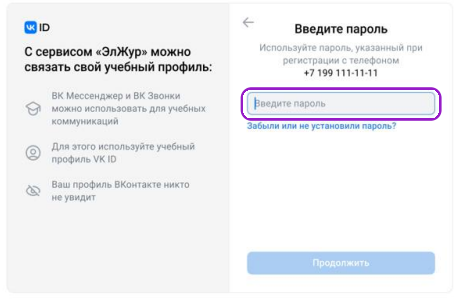 VK ID
С сервисом «ЭлЖур» можно
связать свой учебный профиль:
ВК Мессенджер и ВК Звонки
можно использовать для учебных
коммуникаций
Для этого используйте учебный
профиль VK ID
Ваш профиль ВКонтакте никто
не увидит
Введите пароль
Используйте пароль, указанный при
регистрации с телефоном
+7 199 111-11-11
Введите пароль
Забыли или не установили пароль?
Продолжить